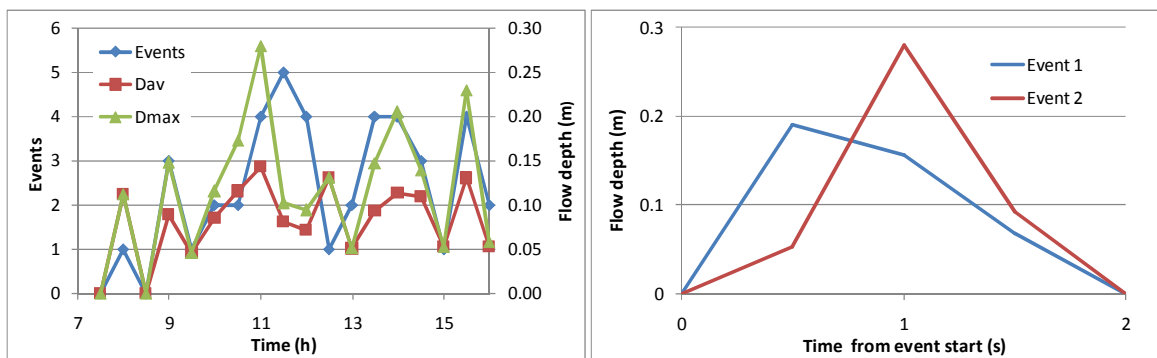 6
5
4
3
2
1
0
Events
0.30
0.25
0.20
0.15
0.10
0.05
0.00
Flow depth (m)
Events
Dav
Dmax
7 9 11 13 15
Time (h)
0.3
0.2
0.1
0
Flow depth (m)
Event 1
Event 2
0 1 2
Time from event start (s)